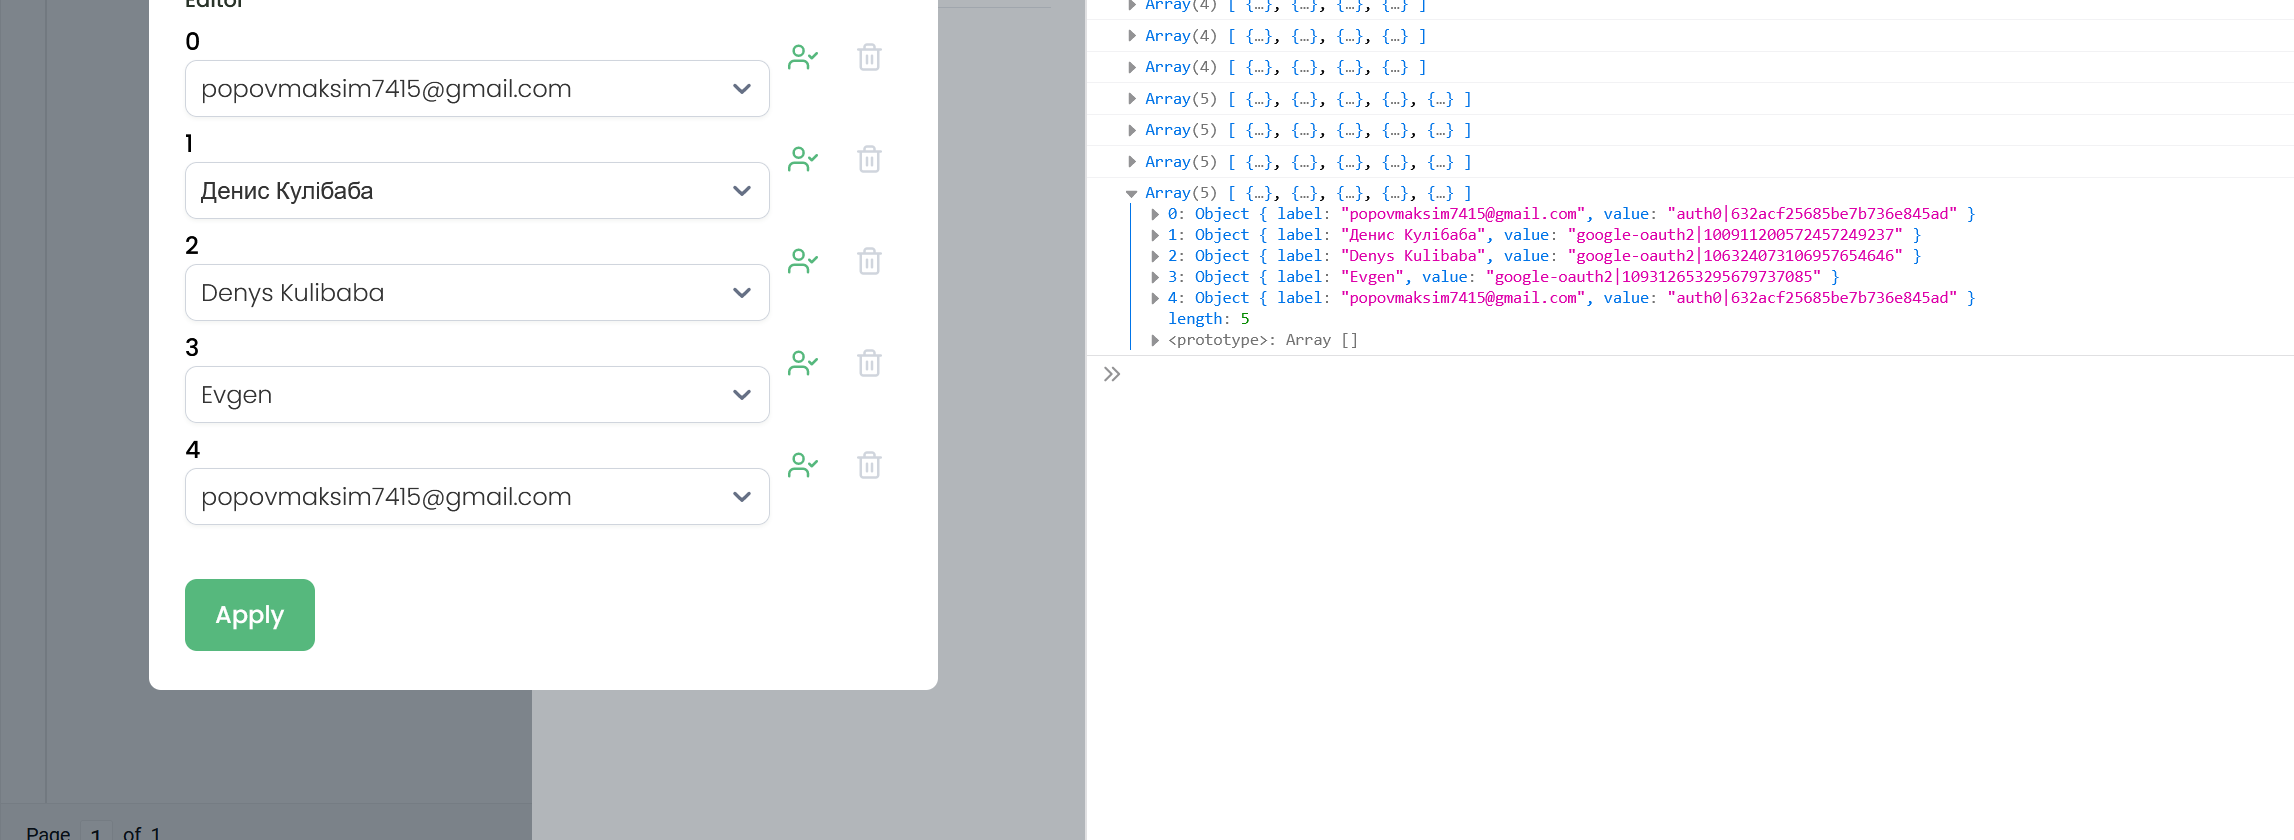 Editor
0
popovmaksim7415@gmail.com
1
Денис Кулібаба
2
Denys Kulibaba
3
Evgen
4
popovmaksim7415@gmail.com
Apply
Page 1 of 1
Array(4) [ {…}, {…}, {…}, {…} ]
Array(4) [ {…}, {…}, {…}, {…} ]
Array(4) [ {…}, {…}, {…}, {…} ]
Array(5) [ {…}, {…}, {…}, {…}, {…} ]
Array(5) [ {…}, {…}, {…}, {…}, {…} ]
Array(5) [ {…}, {…}, {…}, {…}, {…} ]
Array(5) [ {…}, {…}, {…}, {…}, {…} ]
0: Object { label: "popovmaksim7415@gmail.com", value: "auth0|632acf25685be7b736e845ad" }
1: Object { label: "Денис Кулібаба", value: "google-oauth2|100911200572457249237" }
2: Object { label: "Denys Kulibaba", value: "google-oauth2|106324073106957654646" }
3: Object { label: "Evgen", value: "google-oauth2|109312653295679737085" }
4: Object { label: "popovmaksim7415@gmail.com", value: "auth0|632acf25685be7b736e845ad" }
length: 5
<prototype>: Array []